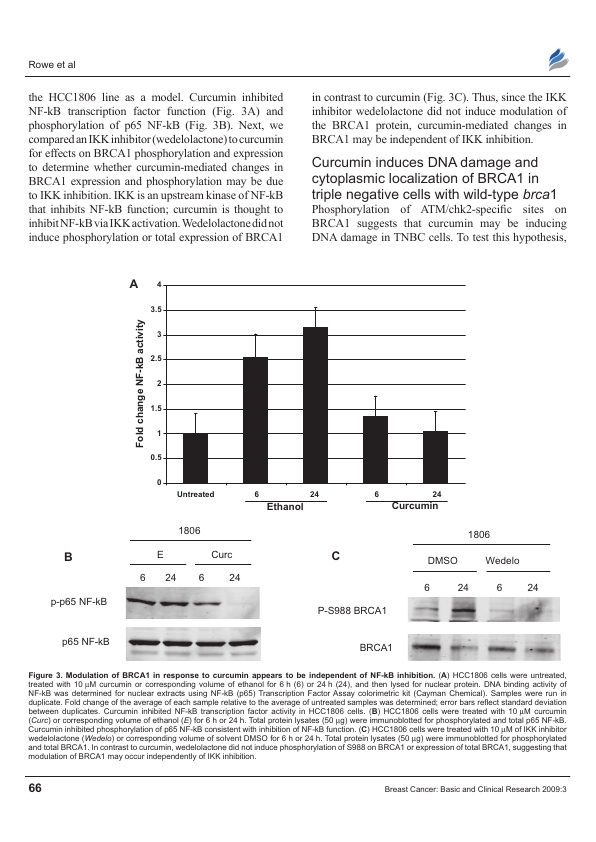 Rowe et al
the HCC1806 line as a model. Curcumin inhibited
NF-kB transcription factor function (Fig. 3A) and
phosphorylation of p65 NF-kB (Fig. 3B). Next, we
compared an IKK inhibitor (wedelolactone) to curcumin
for effects on BRCA1 phosphorylation and expression
to determine whether curcumin-mediated changes in
BRCA1 expression and phosphorylation may be due
to IKK inhibition. IKK is an upstream kinase of NF-kB
that inhibits NF-kB function; curcumin is thought to
inhibit NF-kB via IKK activation. Wedelolactone did not
induce phosphorylation or total expression of BRCA1
in contrast to curcumin (Fig. 3C). Thus, since the IKK
inhibitor wedelolactone did not induce modulation of
the BRCA1 protein, curcumin-mediated changes in
BRCA1 may be independent of IKK inhibition.
Curcumin induces DNA damage and
cytoplasmic localization of BRCA1 in
triple negative cells with wild-type brca1
Phosphorylation of ATM/chk2-specific sites on
BRCA1 suggests that curcumin may be inducing
DNA damage in TNBC cells. To test this hypothesis,
A
Fold change NF-kB activity
4
3.5
3
2.5
2
1.5
1
0.5
0
Untreated 6 24 6 24
Ethanol Curcumin
B
1806
E Curc
6 24 6 24
p-p65 NF-kB
p65 NF-kB
C
1806
DMSO Wedelo
6 24 6 24
P-S988 BRCA1
BRCA1
Figure 3. Modulation of BRCA1 in response to curcumin appears to be independent of NF-kB inhibition. (A) HCC1806 cells were untreated,
treated with 10 μM curcumin or corresponding volume of ethanol for 6 h (6) or 24 h (24), and then lysed for nuclear protein. DNA binding activity of
NF-kB was determined for nuclear extracts using NF-kB (p65) Transcription Factor Assay colorimetric kit (Cayman Chemical). Samples were run in
duplicate. Fold change of the average of each sample relative to the average of untreated samples was determined; error bars reflect standard deviation
between duplicates. Curcumin inhibited NF-kB transcription factor activity in HCC1806 cells. (B) HCC1806 cells were treated with 10 μM curcumin
(Curc) or corresponding volume of ethanol (E) for 6 h or 24 h. Total protein lysates (50 μg) were immunoblotted for phosphorylated and total p65 NF-kB.
Curcumin inhibited phosphorylation of p65 NF-kB consistent with inhibition of NF-kB function. (C) HCC1806 cells were treated with 10 μM of IKK inhibitor
wedelolactone (Wedelo) or corresponding volume of solvent DMSO for 6 h or 24 h. Total protein lysates (50 μg) were immunoblotted for phosphorylated
and total BRCA1. In contrast to curcumin, wedelolactone did not induce phosphorylation of S988 on BRCA1 or expression of total BRCA1, suggesting that
modulation of BRCA1 may occur independently of IKK inhibition.
66
Breast Cancer: Basic and Clinical Research 2009:3